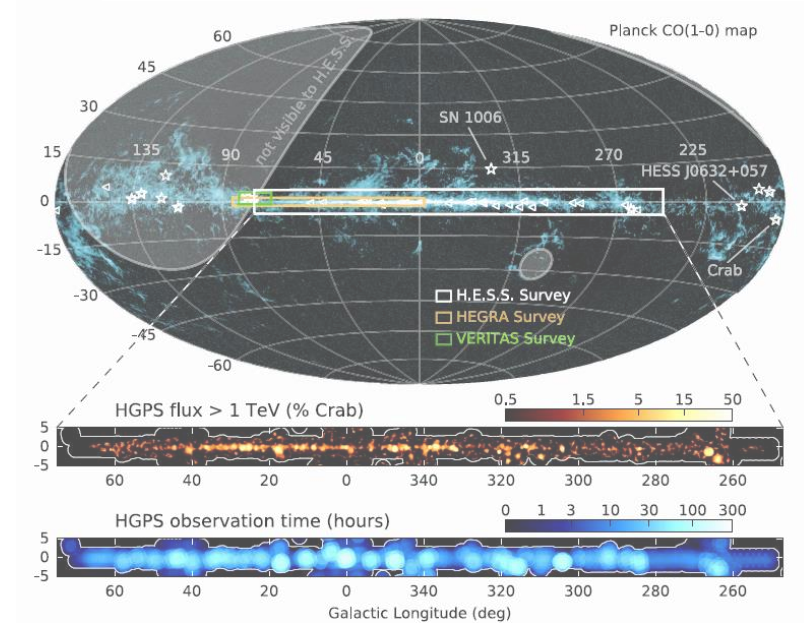 Planck CO(1-0) map
60
45
30
15
0
-15
-30
-45
-60
not visible to H.E.S.S.
135
90
45
0
315
270
225
SN 1006
HESS J0632+057
Crab
H.E.S.S. Survey
HEGRA Survey
VERITAS Survey
HGPS flux > 1 TeV (% Crab)
0.5 1.5 5 15 50
5
0
-5
60 40 20 0 340 320 300 280 260
HGPS observation time (hours)
0 1 3 10 30 100 300
5
0
-5
60 40 20 0 340 320 300 280 260
Galactic Longitude (deg)